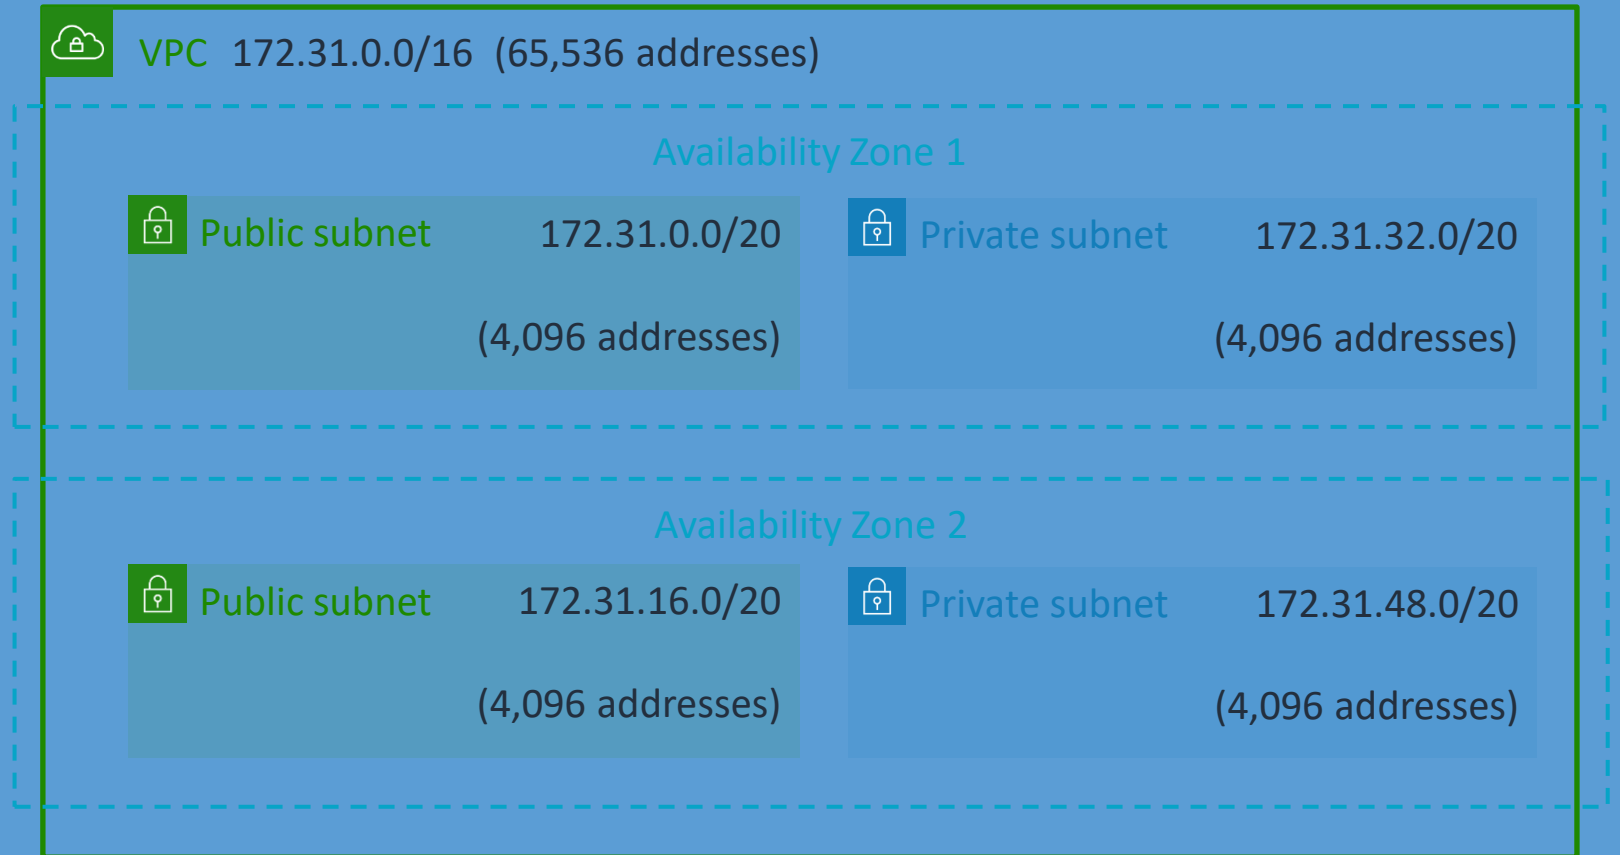 VPC 172.31.0.0/16 (65,536 addresses)
Availability Zone 1
Public subnet 172.31.0.0/20
(4,096 addresses)
Private subnet 172.31.32.0/20
(4,096 addresses)
Availability Zone 2
Public subnet 172.31.16.0/20
(4,096 addresses)
Private subnet 172.31.48.0/20
(4,096 addresses)